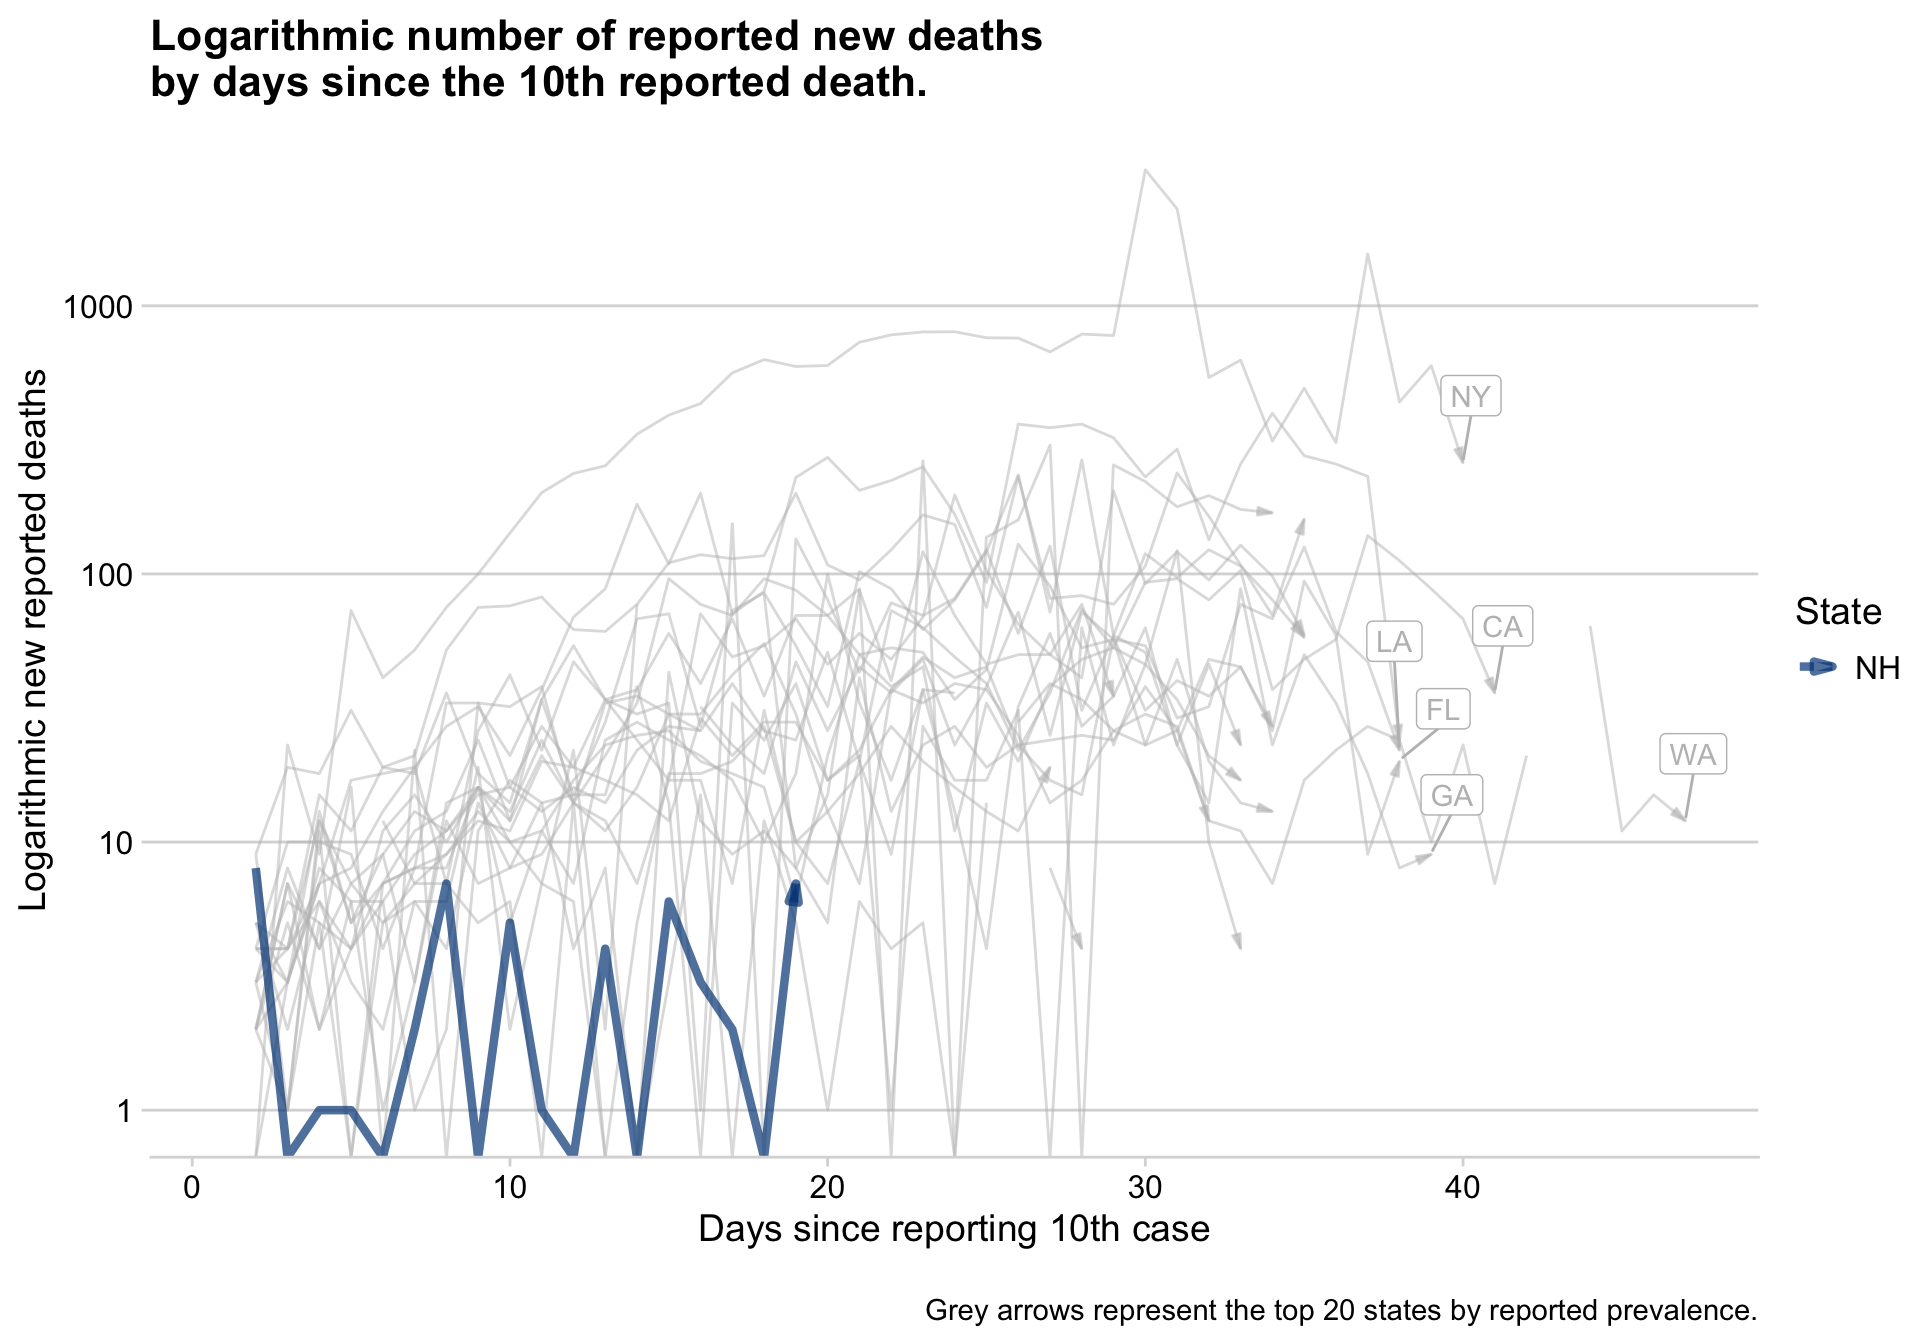 Logarithmic number of reported new deaths
by days since the 10th reported death.
Logarithmic new reported deaths
1000
100
10
1
NY
LA
CA
FL
GA
WA
State
NH
0 10 20 30 40
Days since reporting 10th case
Grey arrows represent the top 20 states by reported prevalence.